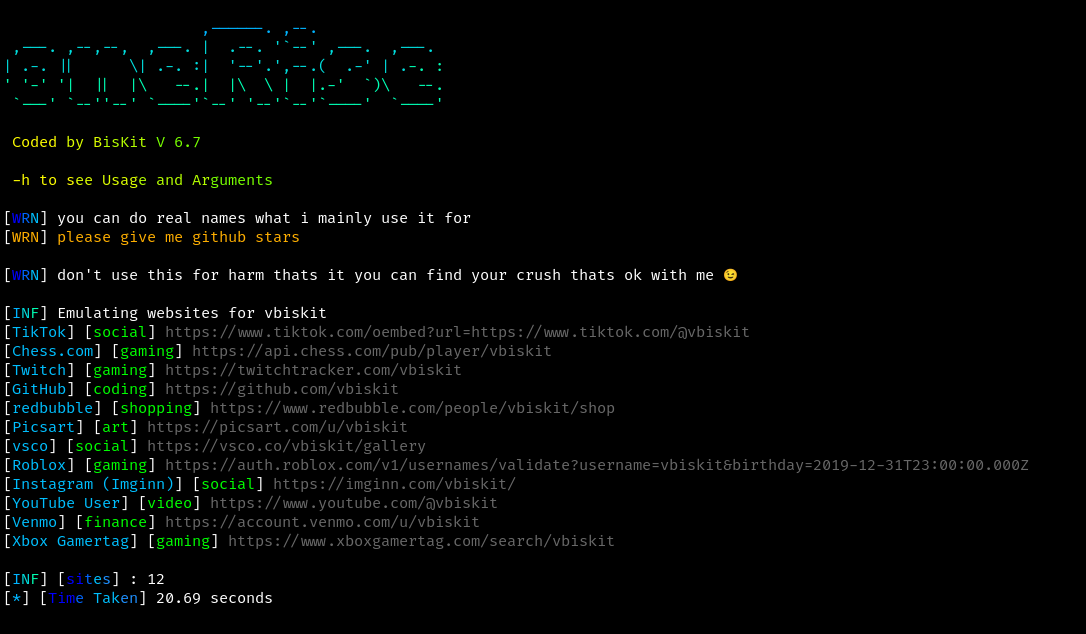 Coded by BisKit V 6.7
-h to see Usage and Arguments
[WRN] you can do real names what i mainly use it for
[WRN] please give me github stars
[WRN] don't use this for harm thats it you can find your crush thats ok with me 😉
[INF] Emulating websites for vbiskit
[TikTok] [social] https://www.tiktok.com/oembed?url=https://www.tiktok.com/@vbiskit
[Chess.com] [gaming] https://api.chess.com/pub/player/vbiskit
[Twitch] [gaming] https://twitchtracker.com/vbiskit
[GitHub] [coding] https://github.com/vbiskit
[redbubble] [shopping] https://www.redbubble.com/people/vbiskit/shop
[Picsart] [art] https://picsart.com/u/vbiskit
[vsco] [social] https://vsco.co/vbiskit/gallery
[Roblox] [gaming] https://auth.roblox.com/v1/usernames/validate?username=vbiskit&birthday=2019-12-31T23:00:00.000Z
[Instagram (Imginn)] [social] https://imginn.com/vbiskit/
[YouTube User] [video] https://www.youtube.com/@vbiskit
[Venmo] [finance] https://account.venmo.com/u/vbiskit
[Xbox Gamertag] [gaming] https://www.xboxgamertag.com/search/vbiskit
[INF] [sites] : 12
[*] [Time Taken] 20.69 seconds